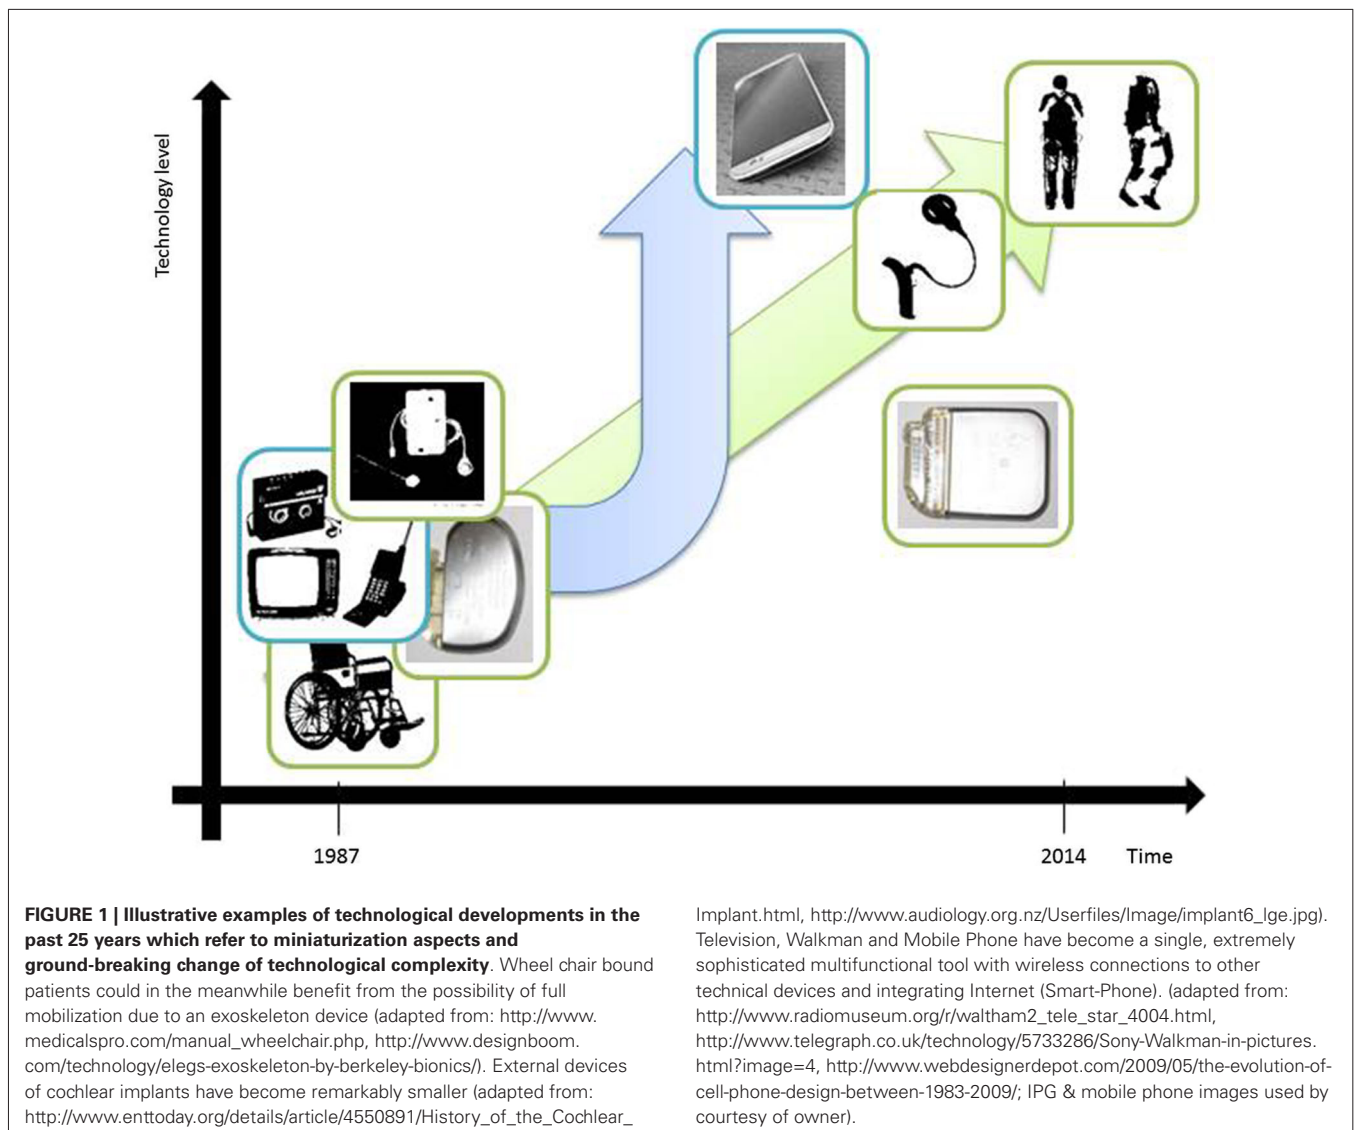 Technology level
1987
2014
Time
FIGURE 1 | Illustrative examples of technological developments in the
past 25 years which refer to miniaturization aspects and
ground-breaking change of technological complexity. Wheel chair bound
patients could in the meanwhile benefit from the possibility of full
mobilization due to an exoskeleton device (adapted from: http://www.
medicalspro.com/manual_wheelchair.php, http://www.designboom.
com/technology/elegs-exoskeleton-by-berkeley-bionics/). External devices
of cochlear implants have become remarkably smaller (adapted from:
http://www.enttoday.org/details/article/4550891/History_of_the_Cochlear_
Implant.html, http://www.audiology.org.nz/Userfiles/Image/implant6_lge.jpg).
Television, Walkman and Mobile Phone have become a single, extremely
sophisticated multifunctional tool with wireless connections to other
technical devices and integrating Internet (Smart-Phone). (adapted from:
http://www.radiomuseum.org/r/waltham2_tele_star_4004.html,
http://www.telegraph.co.uk/technology/5733286/Sony-Walkman-in-pictures.
html?image=4, http://www.webdesignerdepot.com/2009/05/the-evolution-of-
cell-phone-design-between-1983-2009/; IPG & mobile phone images used by
courtesy of owner).